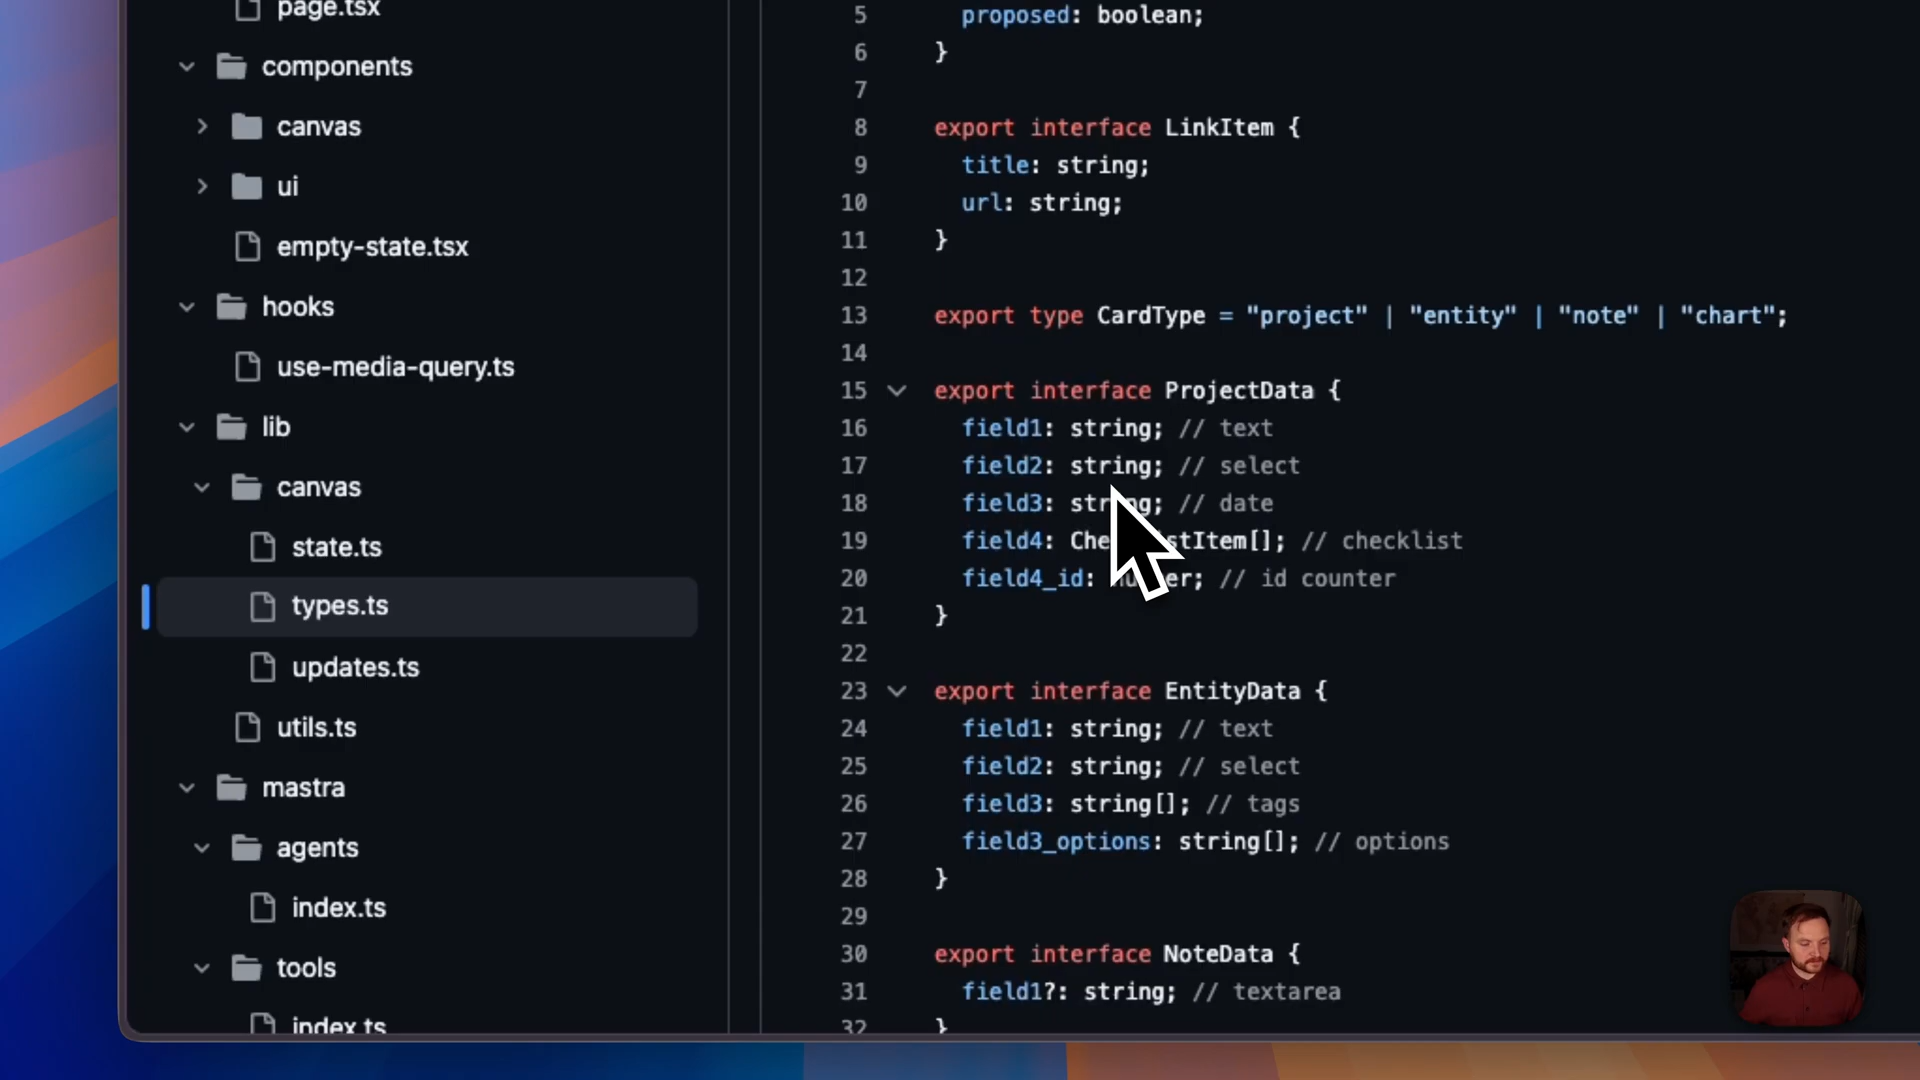 page.tsx
components
canvas
ui
empty-state.tsx
hooks
use-media-query.ts
lib
canvas
state.ts
types.ts
updates.ts
utils.ts
mastra
agents
index.ts
tools
index.ts
5 proposed: boolean;
6 }
7
8 export interface LinkItem {
9 title: string;
10 url: string;
11 }
12
13 export type CardType = "project" | "entity" | "note" | "chart";
14
15 export interface ProjectData {
16 field1: string; // text
17 field2: string; // select
18 field3: string; // date
19 field4: // checklist
20 field4_id: // id counter
21 }
22
23 export interface EntityData {
24 field1: string; // text
25 field2: string; // select
26 field3: string[]; // tags
27 field3_options: string[]; // options
28 }
29
30 export interface NoteData {
31 field1?: string; // textarea
32 }